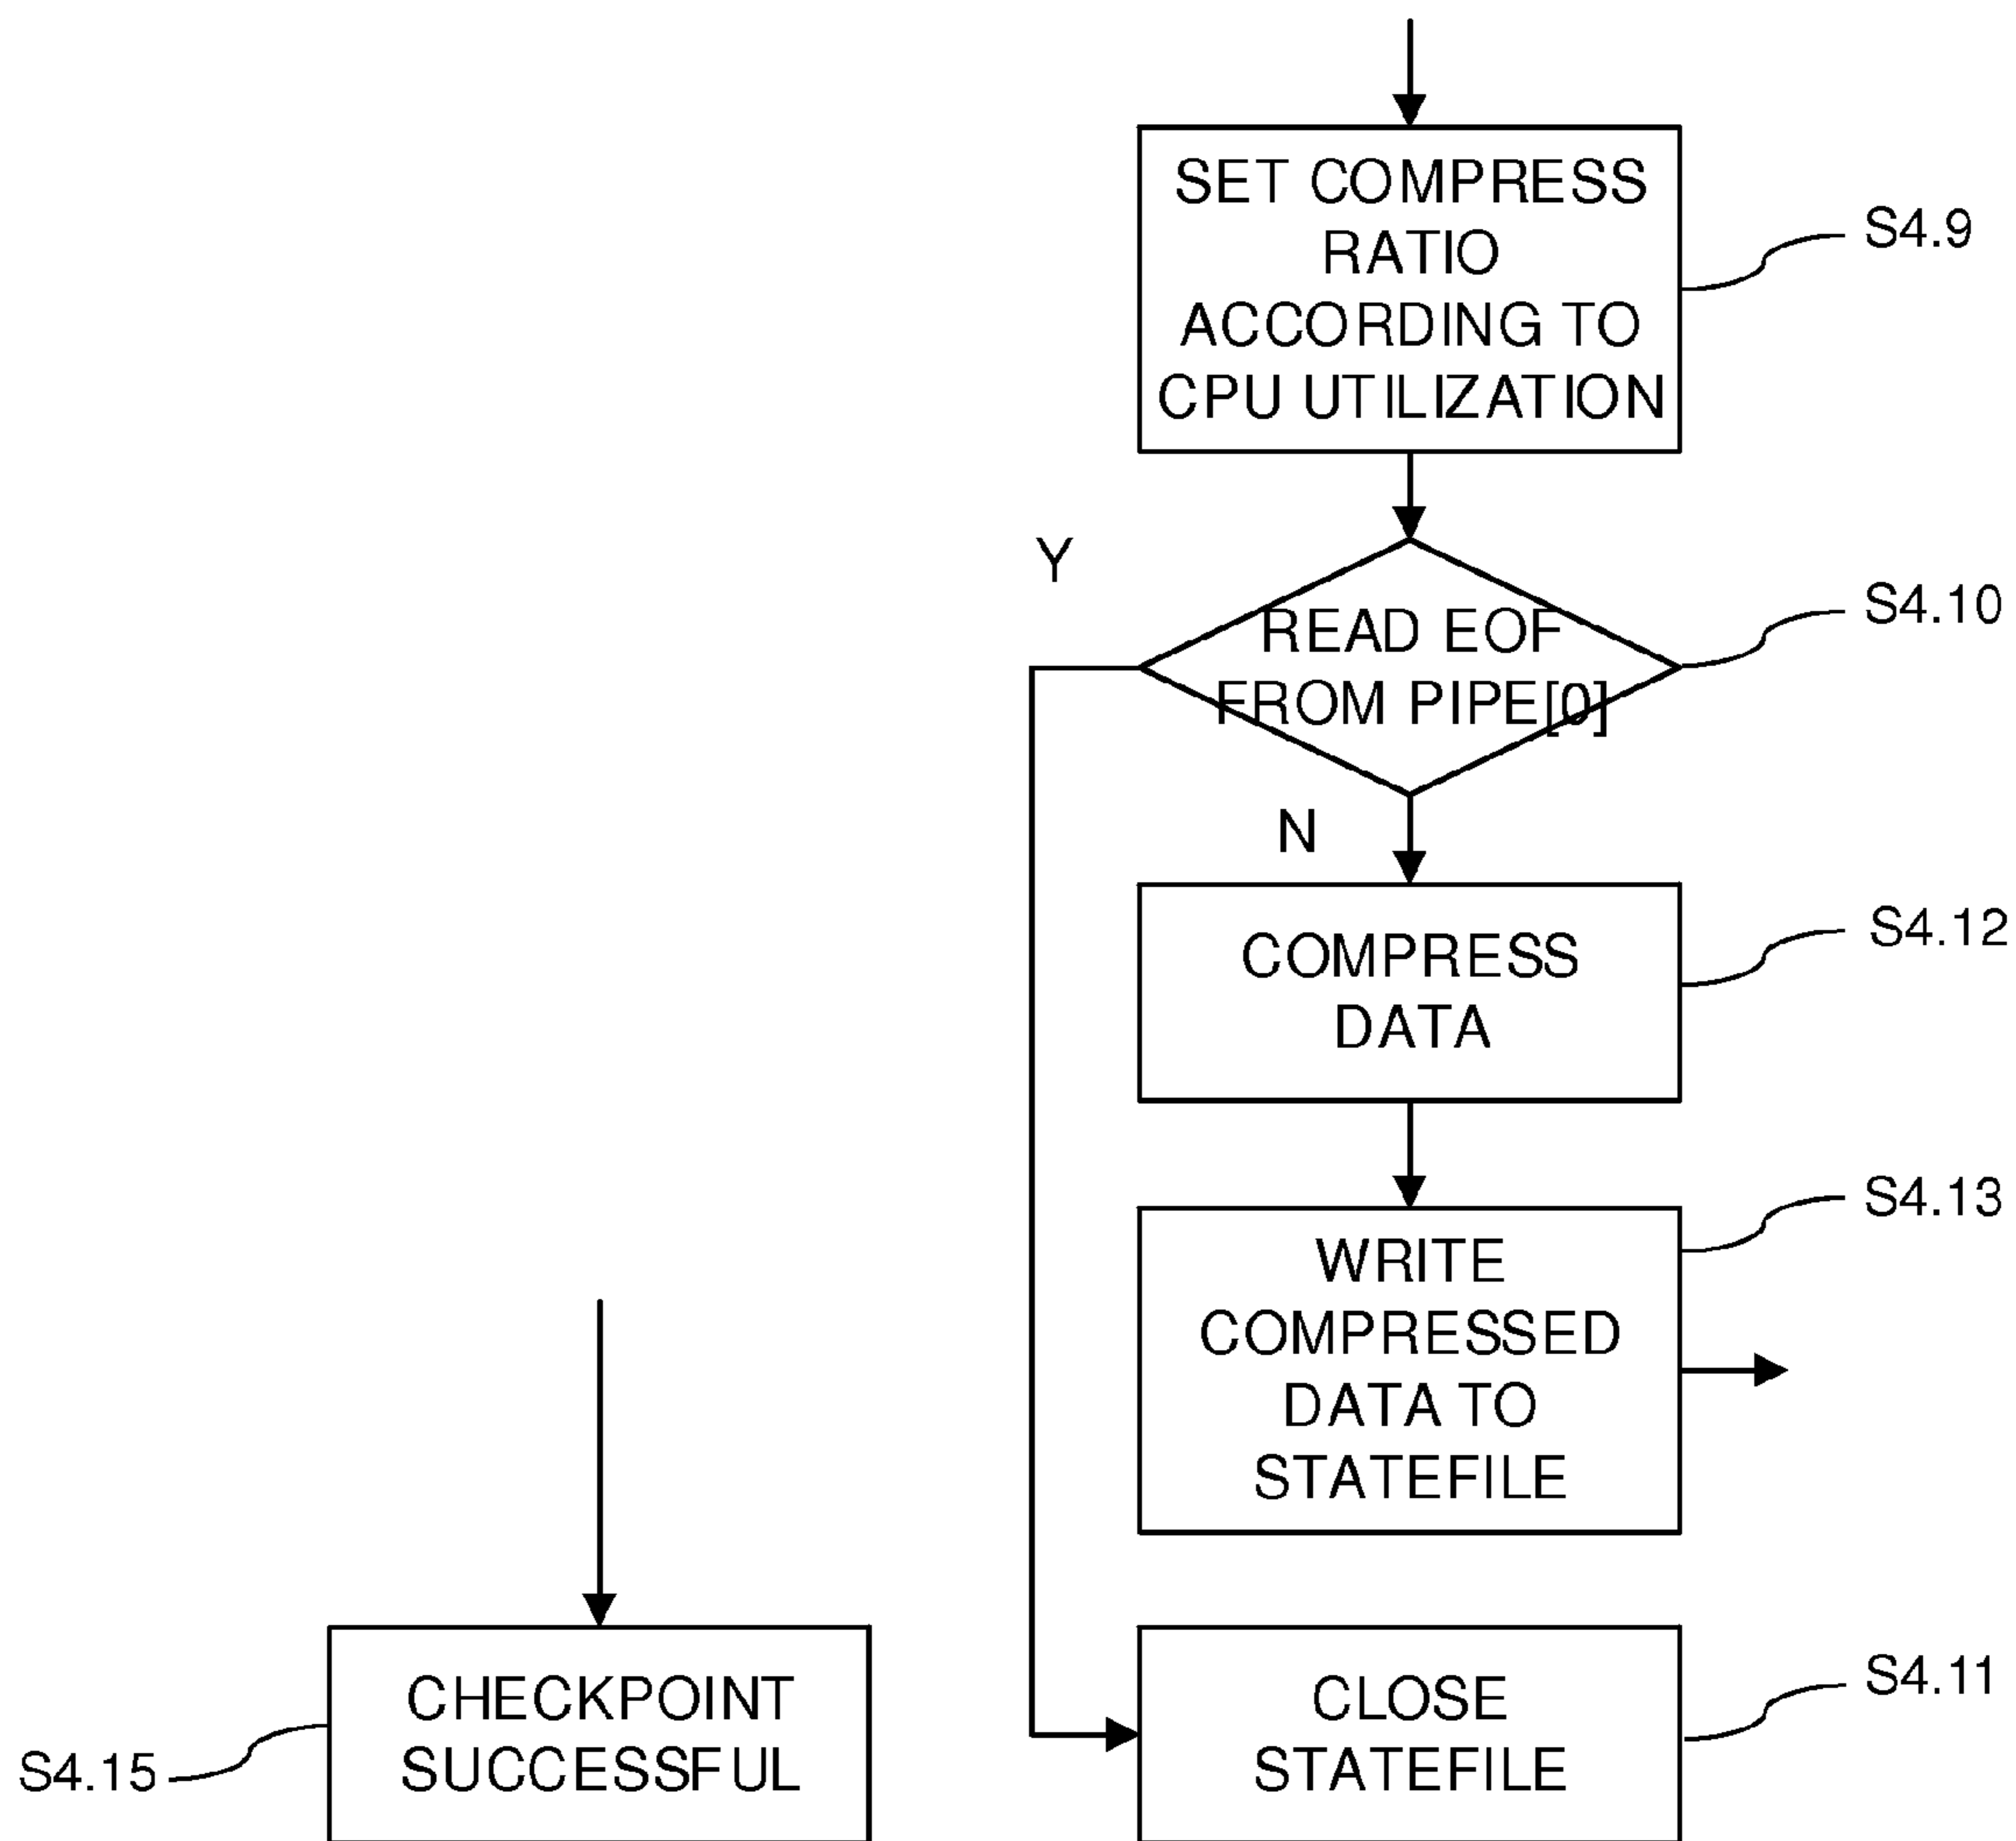 SET COMPRESS
RATIO
ACCORDING TO
CPU UTILIZATION
S4.9
Y
READ EOF
FROM PIPE[0]
S4.10
N
COMPRESS
DATA
S4.12
WRITE
COMPRESSED
DATA TO
STATEFILE
S4.13
CHECKPOINT
SUCCESSFUL
S4.15
CLOSE
STATEFILE
S4.11